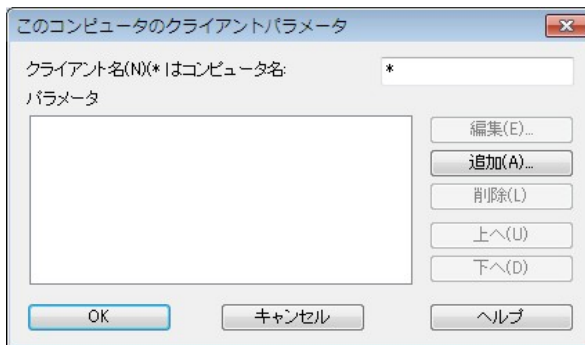 このコンピュータのクライアントパラメータ
クライアント名(N)(* はコンピュータ名:
*
パラメータ
編集(E)...
追加(A)...
削除(L)
上へ(U)
下へ(D)
OK
キャンセル
ヘルプ